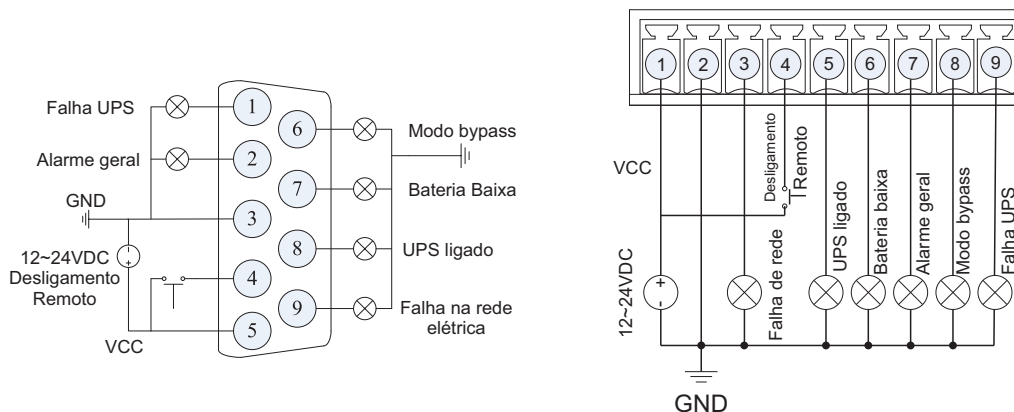 Falha UPS
Alarme geral
GND
12~24VDC
Desligamento
Remoto
VCC
1
2
3
4
5
6
7
8
9
Modo bypass
Bateria Baixa
UPS ligado
Falha na rede
elétrica
1 2 3 4 5 6 7 8 9
VCC
12~24VDC
Desligamento
Remoto
Falha de rede
UPS ligado
Bateria baixa
Alarme geral
Modo bypass
Falha UPS
+
-
GND